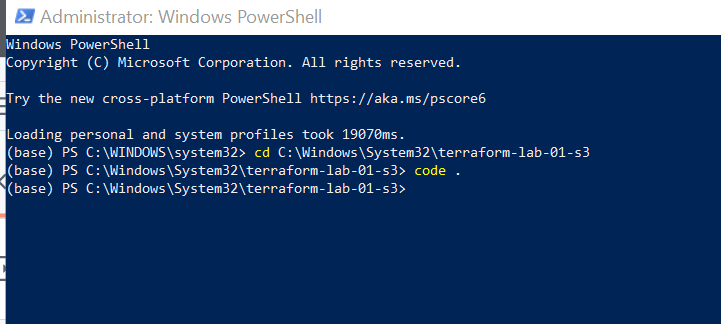 Administrator: Windows PowerShell
Windows PowerShell
Copyright (C) Microsoft Corporation. All rights reserved.
Try the new cross-platform PowerShell https://aka.ms/pscore6
Loading personal and system profiles took 19070ms.
(base) PS C:\WINDOWS\system32> cd C:\Windows\System32\terraform-lab-01-s3
(base) PS C:\Windows\System32\terraform-lab-01-s3> code .
(base) PS C:\Windows\System32\terraform-lab-01-s3>